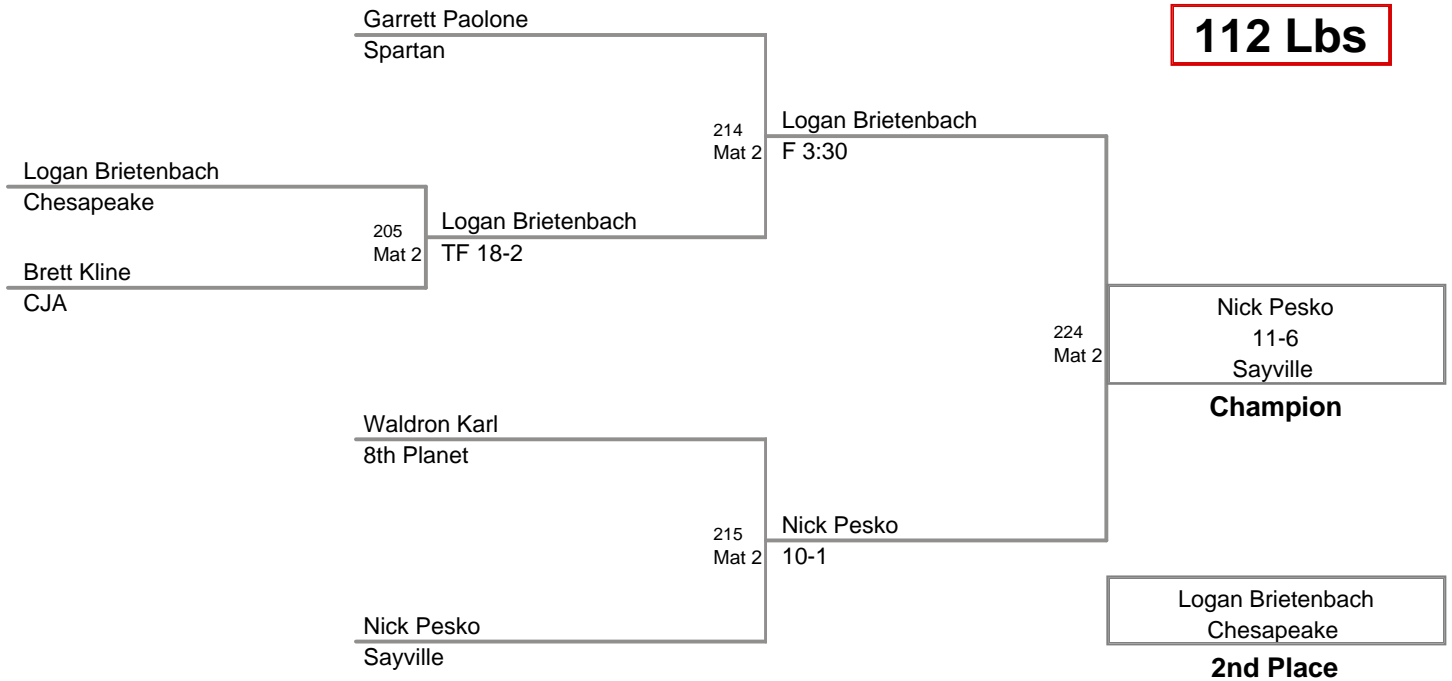 112 Lbs
Garrett Paolone
Spartan
214
Mat 2
Logan Brietenbach
F 3:30
Logan Brietenbach
Chesapeake
205
Mat 2
Logan Brietenbach
TF 18-2
Brett Kline
CJA
224
Mat 2
Nick Pesko
11-6
Sayville
Champion
Waldron Karl
8th Planet
215
Mat 2
Nick Pesko
10-1
Nick Pesko
Sayville
Logan Brietenbach
Chesapeake
2nd Place